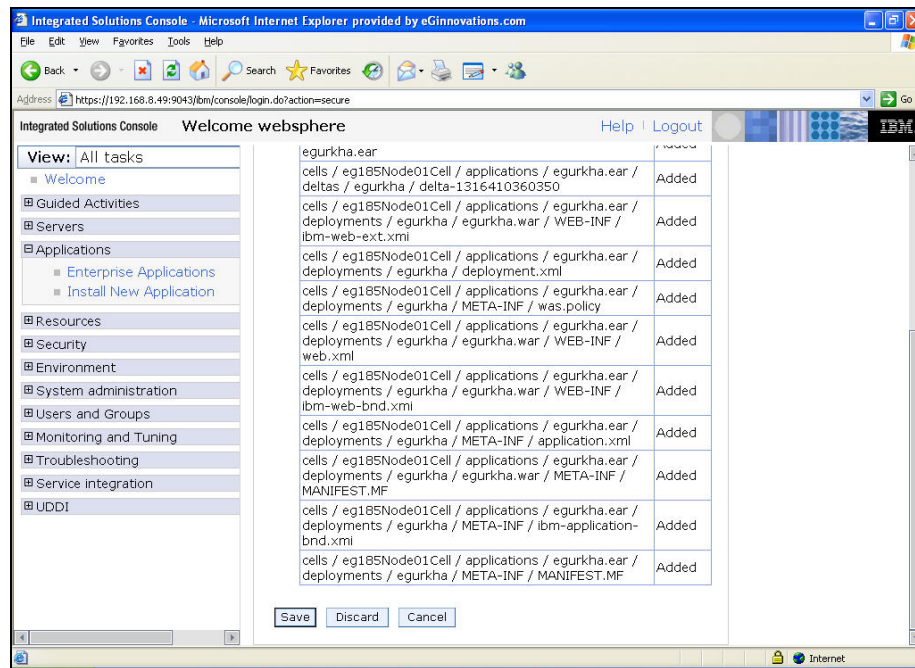 Integrated Solutions Console - Microsoft Internet Explorer provided by eGinnovations.com
File Edit View Favorites Tools Help
Back Search Favorites
Address https://192.168.8.49:9043/ibm/console/login.do?action=secure Go
Integrated Solutions Console Welcome websphere Help | Logout IBM.
View: All tasks
Welcome
Guided Activities
Servers
Applications
Enterprise Applications
Install New Application
Resources
Security
Environment
System administration
Users and Groups
Monitoring and Tuning
Troubleshooting
Service integration
UDDI
egurkha.ear Added
cells / eg185Node01Cell / applications / egurkha.ear /
deltas / egurkha / delta-1316410360350 Added
cells / eg185Node01Cell / applications / egurkha.ear /
deployments / egurkha / egurkha.war / WEB-INF / Added
ibm-web-ext.xmi
cells / eg185Node01Cell / applications / egurkha.ear /
deployments / egurkha / deployment.xml Added
cells / eg185Node01Cell / applications / egurkha.ear /
deployments / egurkha / META-INF / was.policy Added
cells / eg185Node01Cell / applications / egurkha.ear /
deployments / egurkha / egurkha.war / WEB-INF / Added
web.xml
cells / eg185Node01Cell / applications / egurkha.ear /
deployments / egurkha / egurkha.war / WEB-INF / Added
ibm-web-bnd.xmi
cells / eg185Node01Cell / applications / egurkha.ear /
deployments / egurkha / META-INF / application.xml Added
cells / eg185Node01Cell / applications / egurkha.ear /
deployments / egurkha / egurkha.war / META-INF / Added
MANIFEST.MF
cells / eg185Node01Cell / applications / egurkha.ear /
deployments / egurkha / META-INF / ibm-application- Added
bnd.xmi
cells / eg185Node01Cell / applications / egurkha.ear /
deployments / egurkha / META-INF / MANIFEST.MF Added
Save Discard Cancel
Internet